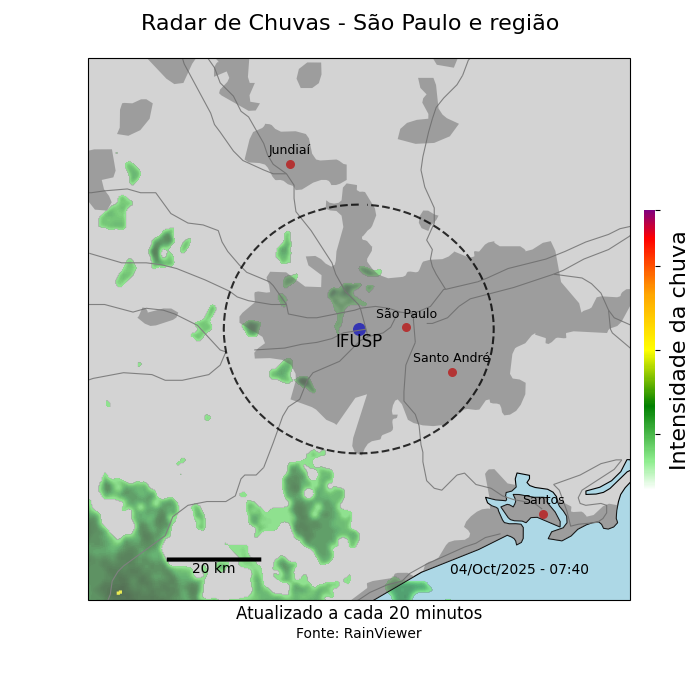 Radar de Chuvas - São Paulo e região
Jundiaí
São Paulo
IFUSP
Santo André
Santos
20 km
04/Oct/2025 - 07:40
Intensidade da chuva
Atualizado a cada 20 minutos
Fonte: RainViewer